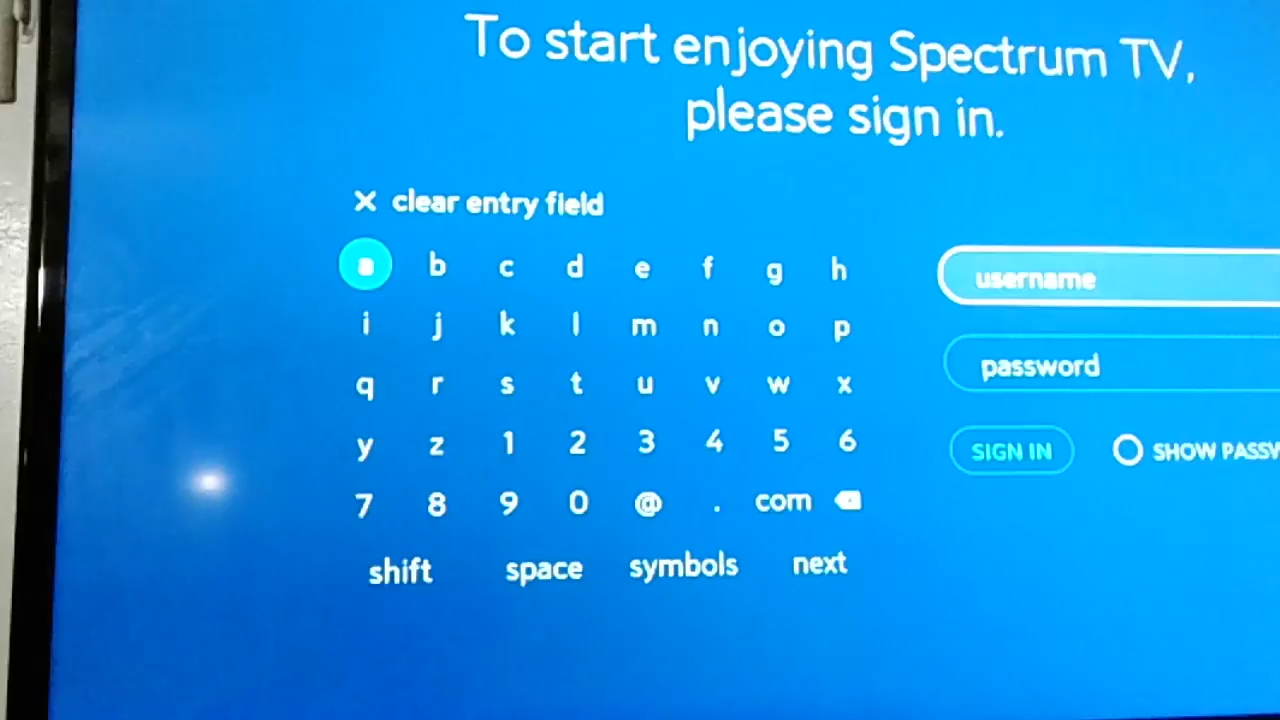 To start enjoying Spectrum TV,
please sign in.
X clear entry field
a b c d e f g h
i j k l m n o p
q r s t u v w x
y z 1 2 3 4 5 6
7 8 9 0 @ . com
shift space symbols next
username
password
SIGN IN SHOW